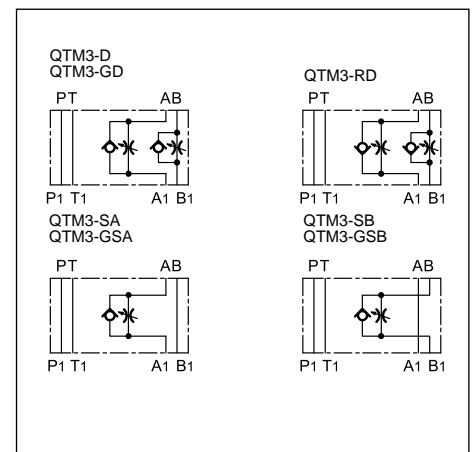 QTM3-D
QTM3-GD
PT AB
P1 T1 A1 B1
QTM3-RD
PT AB
P1 T1 A1 B1
QTM3-SA
QTM3-GSA
PT AB
P1 T1 A1 B1
QTM3-SB
QTM3-GSB
PT AB
P1 T1 A1 B1